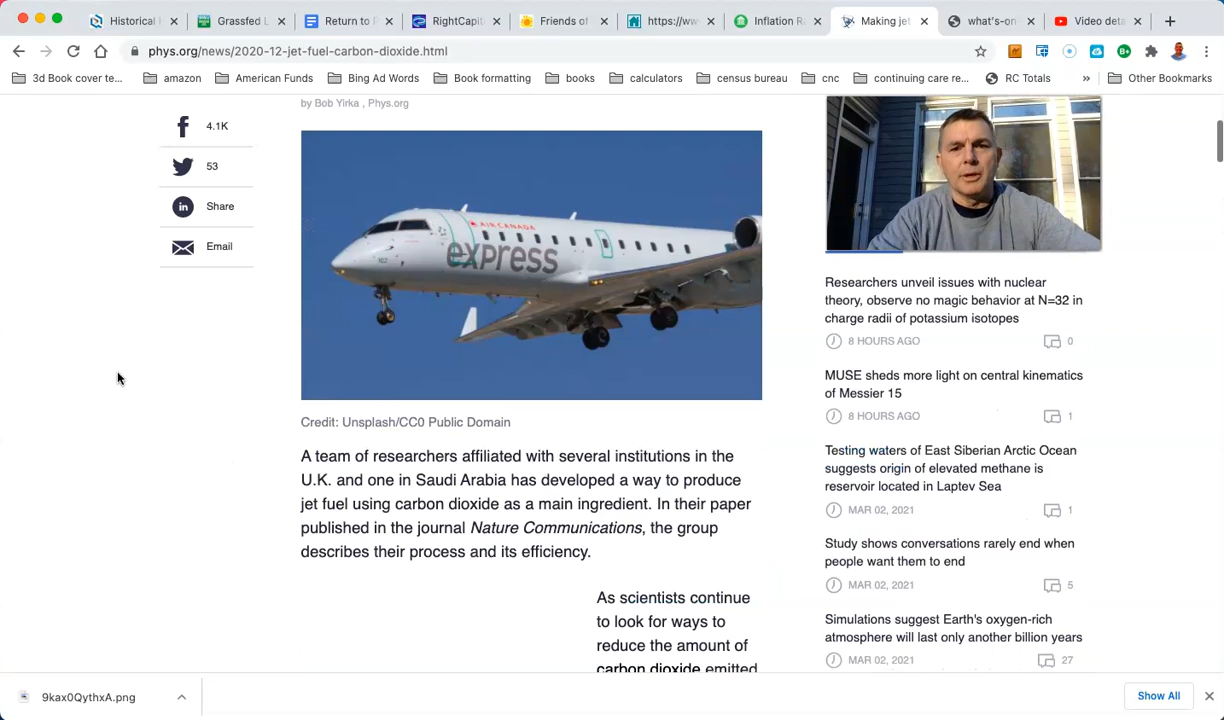 Historical
Grassfed L
Return to
RightCapi
Friends of
https://ww
Inflation Ra
Making je
what's-on
Video deta
phys.org/news/2020-12-jet-fuel-carbon-dioxide.html
3d Book cover te...
amazon
American Funds
Bing Ad Words
Book formatting
books
calculators
census bureau
cnc
continuing care re...
RC Totals
»
Other Bookmarks
by Bob Yirka , Phys.org
4.1K
53
Share
Email
AIR CANADA
express
Credit: Unsplash/CC0 Public Domain
A team of researchers affiliated with several institutions in the
U.K. and one in Saudi Arabia has developed a way to produce
jet fuel using carbon dioxide as a main ingredient. In their paper
published in the journal Nature Communications, the group
describes their process and its efficiency.
As scientists continue
to look for ways to
reduce the amount of
carbon dioxide emitted
Researchers unveil issues with nuclear
theory, observe no magic behavior at N=32 in
charge radii of potassium isotopes
8 HOURS AGO 0
MUSE sheds more light on central kinematics
of Messier 15
8 HOURS AGO 1
Testing waters of East Siberian Arctic Ocean
suggests origin of elevated methane is
reservoir located in Laptev Sea
MAR 02, 2021 1
Study shows conversations rarely end when
people want them to end
MAR 02, 2021 5
Simulations suggest Earth's oxygen-rich
atmosphere will last only another billion years
MAR 02, 2021 27
9kax0QythxA.png
Show All